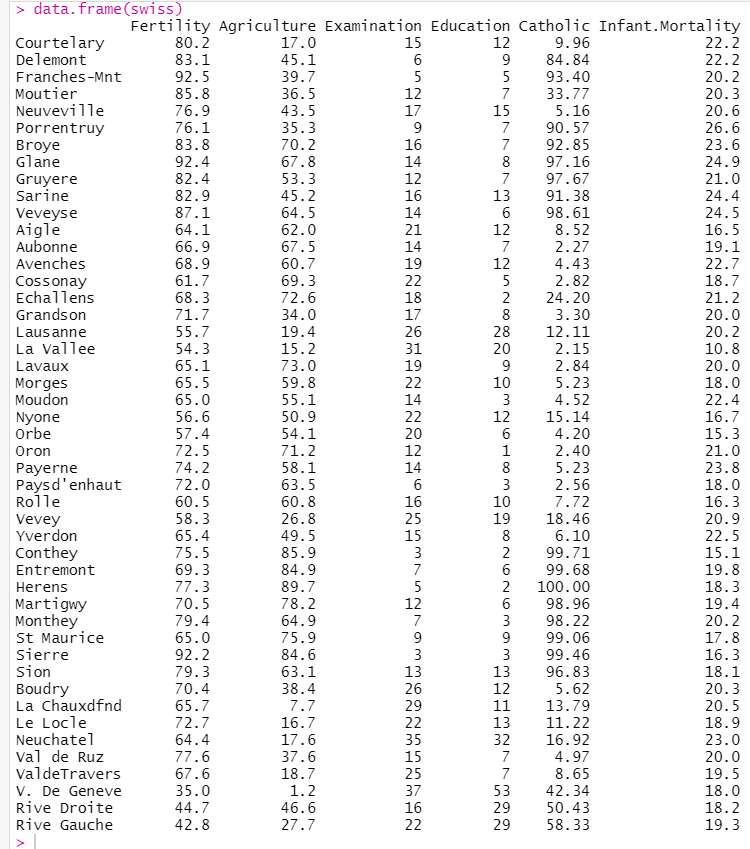 > data.frame(swiss)
Fertility Agriculture Examination Education Catholic Infant.Mortality
Courtelary 80.2 17.0 15 12 9.96 22.2
Delemont 83.1 45.1 6 9 84.84 22.2
Franches-Mnt 92.5 39.7 5 5 93.40 20.2
Moutier 85.8 36.5 12 7 33.77 20.3
Neuveville 76.9 43.5 17 15 5.16 20.6
Porrentruy 76.1 35.3 9 7 90.57 26.6
Broye 83.8 70.2 16 7 92.85 23.6
Glane 92.4 67.8 14 8 97.16 24.9
Gruyere 82.4 53.3 12 7 97.67 21.0
Sarine 82.9 45.2 16 13 91.38 24.4
Veveyse 87.1 64.5 14 6 98.61 24.5
Aigle 64.1 62.0 21 12 8.52 16.5
Aubonne 66.9 67.5 14 7 2.27 19.1
Avenches 68.9 60.7 19 12 4.43 22.7
Cossonay 61.7 69.3 22 5 2.82 18.7
Echallens 68.3 72.6 18 2 24.20 21.2
Grandson 71.7 34.0 17 8 3.30 20.0
Lausanne 55.7 19.4 26 28 12.11 20.2
La Vallee 54.3 15.2 31 20 2.15 10.8
Lavaux 65.1 73.0 19 9 2.84 20.0
Morges 65.5 59.8 22 10 5.23 18.0
Moudon 65.0 55.1 14 3 4.52 22.4
Nyone 56.6 50.9 22 12 15.14 16.7
Orbe 57.4 54.1 20 6 4.20 15.3
Oron 72.5 71.2 12 1 2.40 21.0
Payerne 74.2 58.1 14 8 5.23 23.8
Paysd'enhaut 72.0 63.5 6 3 2.56 18.0
Rolle 60.5 60.8 16 10 7.72 16.3
Vevey 58.3 26.8 25 19 18.46 20.9
Yverdon 65.4 49.5 15 8 6.10 22.5
Conthey 75.5 85.9 3 2 99.71 15.1
Entremont 69.3 84.9 7 6 99.68 19.8
Herens 77.3 89.7 5 2 100.00 18.3
Martigwy 70.5 78.2 12 6 98.96 19.4
Monthey 79.4 64.9 7 3 98.22 20.2
St Maurice 65.0 75.9 9 9 99.06 17.8
Sierre 92.2 84.6 3 3 99.46 16.3
Sion 79.3 63.1 13 13 96.83 18.1
Boudry 70.4 38.4 26 12 5.62 20.3
La Chauxdfnd 65.7 7.7 29 11 13.79 20.5
Le Locle 72.7 16.7 22 13 11.22 18.9
Neuchatel 64.4 17.6 35 32 16.92 23.0
Val de Ruz 77.6 37.6 15 7 4.97 20.0
ValdeTravers 67.6 18.7 25 7 8.65 19.5
V. De Geneve 35.0 1.2 37 53 42.34 18.0
Rive Droite 44.7 46.6 16 29 50.43 18.2
Rive Gauche 42.8 27.7 22 29 58.33 19.3
>